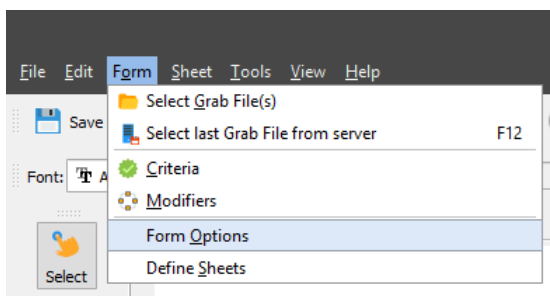 File Edit Form Sheet Tools View Help
Select Grab File(s)
Save
Select last Grab File from server F12
Criteria
Font: A
Modifiers
Form Options
Select
Define Sheets